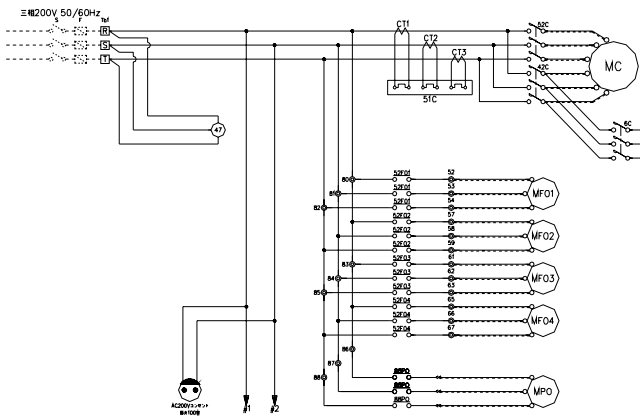 三相200V 50/60Hz
S F Tb1
R
S
T
47
CT1
CT2
CT3
51C
52C
42C
6C
MC
80 52F01 52
81 52F01 53 MF01
82 52F01 54
52F02 57
52F02 58 MF02
52F02 59
83 52F03 61
84 52F03 62 MF03
85 52F03 63
52F04 65
52F04 66 MF04
52F04 67
86
87
88
88PO
88PO MPO
88PO
AC200Vコンセント
#1 #2